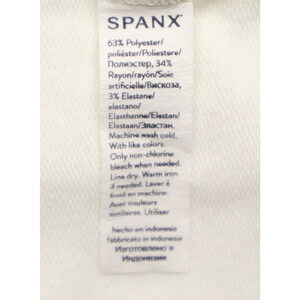 SPANX
63% Polyester/
poliéster/Poliestere/
Полиэстер, 34%
Rayon/rayón/Soie
artificielle/Вискоза,
3% Elastane/
elastano/
Elasthanne/Elastan/
Elastaan/Эластан.
Machine wash cold.
With like colors.
Only non-chlorine
bleach when needed.
Line dry. Warm iron
if needed. Laver à
froid en machine.
Avec couleurs
similaires. Utiliser
hecho en indonesia
fabbricato in indonesia
Изготовлено в
Индонезии